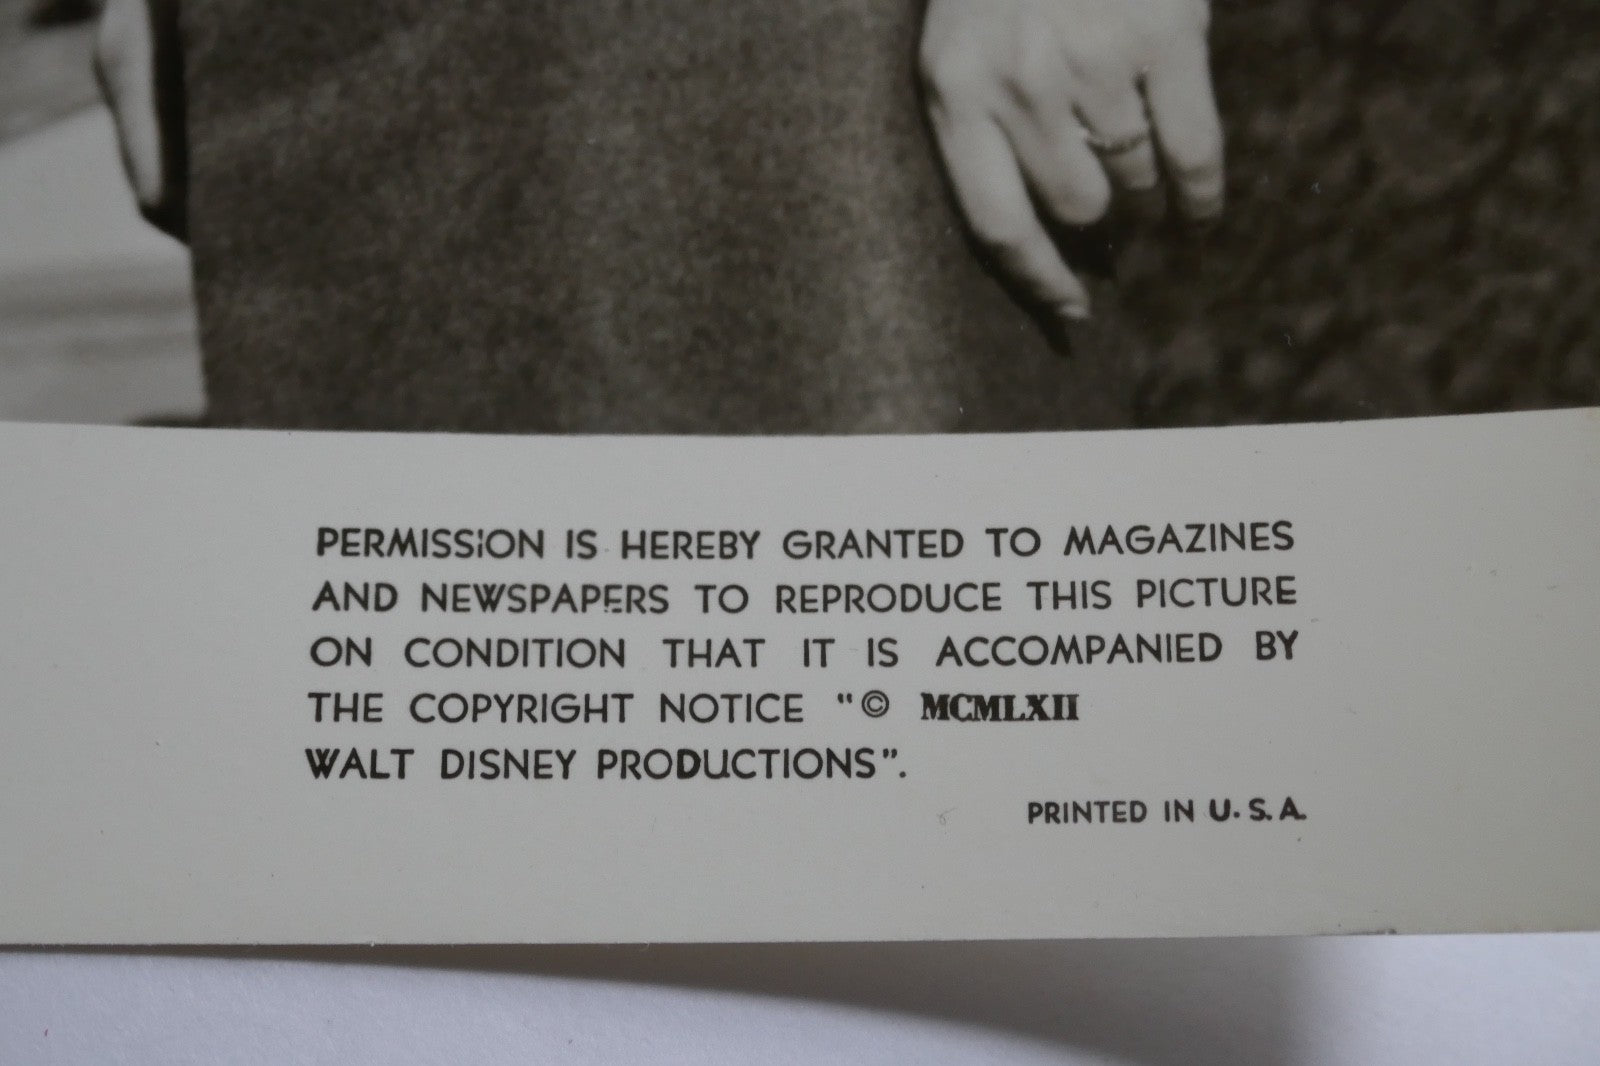 PERMISSION IS HEREBY GRANTED TO MAGAZINES
AND NEWSPAPERS TO REPRODUCE THIS PICTURE
ON CONDITION THAT IT IS ACCOMPANIED BY
THE COPYRIGHT NOTICE "© MCMLXII
WALT DISNEY PRODUCTIONS".
PRINTED IN U.S.A.